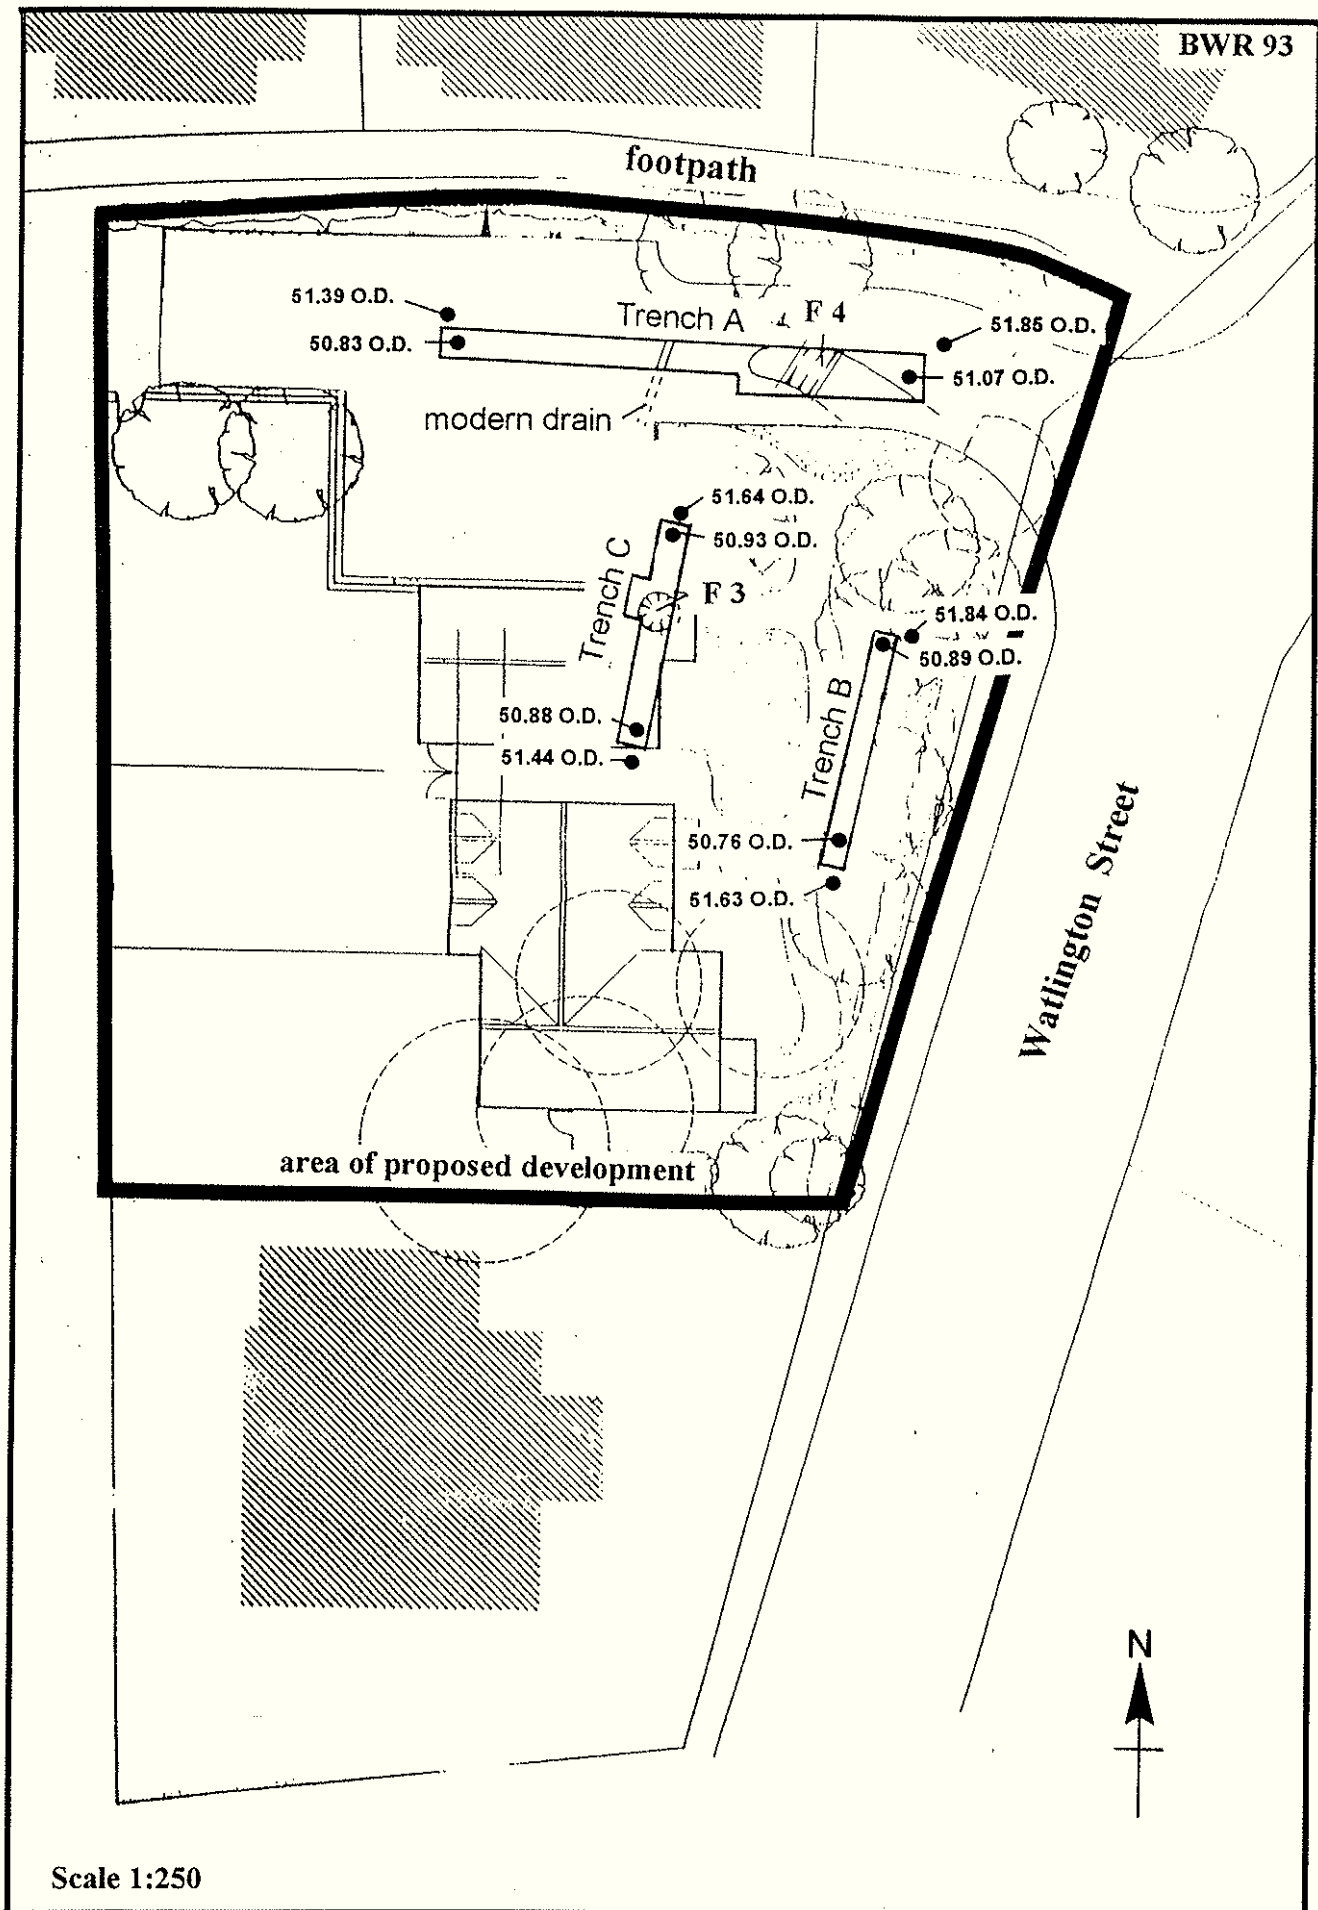 BWR 93
footpath
51.39 O.D.
Trench A
F 4
51.85 O.D.
50.83 O.D.
51.07 O.D.
modern drain
51.64 O.D.
50.93 O.D.
Trench C
F 3
51.84 O.D.
50.89 O.D.
Trench B
50.88 O.D.
51.44 O.D.
50.76 O.D.
51.63 O.D.
Watlington Street
area of proposed development
N
Scale 1:250